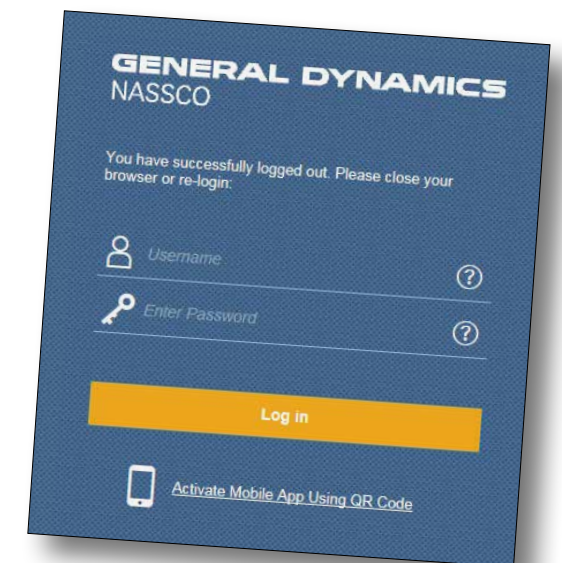 GENERAL DYNAMICS
NASSCO
You have successfully logged out. Please close your
browser or re-login:
Username
?
Enter Password
?
Log in
Activate Mobile App Using QR Code